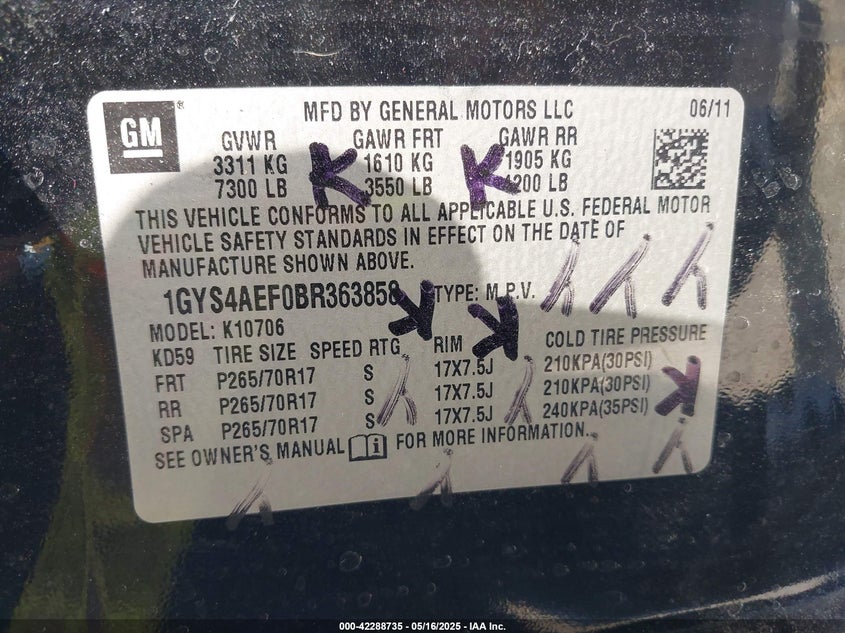 GM
MFD BY GENERAL MOTORS LLC 06/11
GVWR GAWR FRT GAWR RR
3311 KG 1610 KG 1905 KG
7300 LB 3550 LB 4200 LB
THIS VEHICLE CONFORMS TO ALL APPLICABLE U.S. FEDERAL MOTOR
VEHICLE SAFETY STANDARDS IN EFFECT ON THE DATE OF
MANUFACTURE SHOWN ABOVE.
1GYS4AEF0BR363858 TYPE: M.P.V.
MODEL: K10706
KD59 TIRE SIZE SPEED RTG RIM COLD TIRE PRESSURE
FRT P265/70R17 S 17X7.5J 210KPA(30PSI)
RR P265/70R17 S 17X7.5J 210KPA(30PSI)
SPA P265/70R17 S 17X7.5J 240KPA(35PSI)
SEE OWNER'S MANUAL FOR MORE INFORMATION.
000-42288735 - 05/16/2025 - IAA Inc.